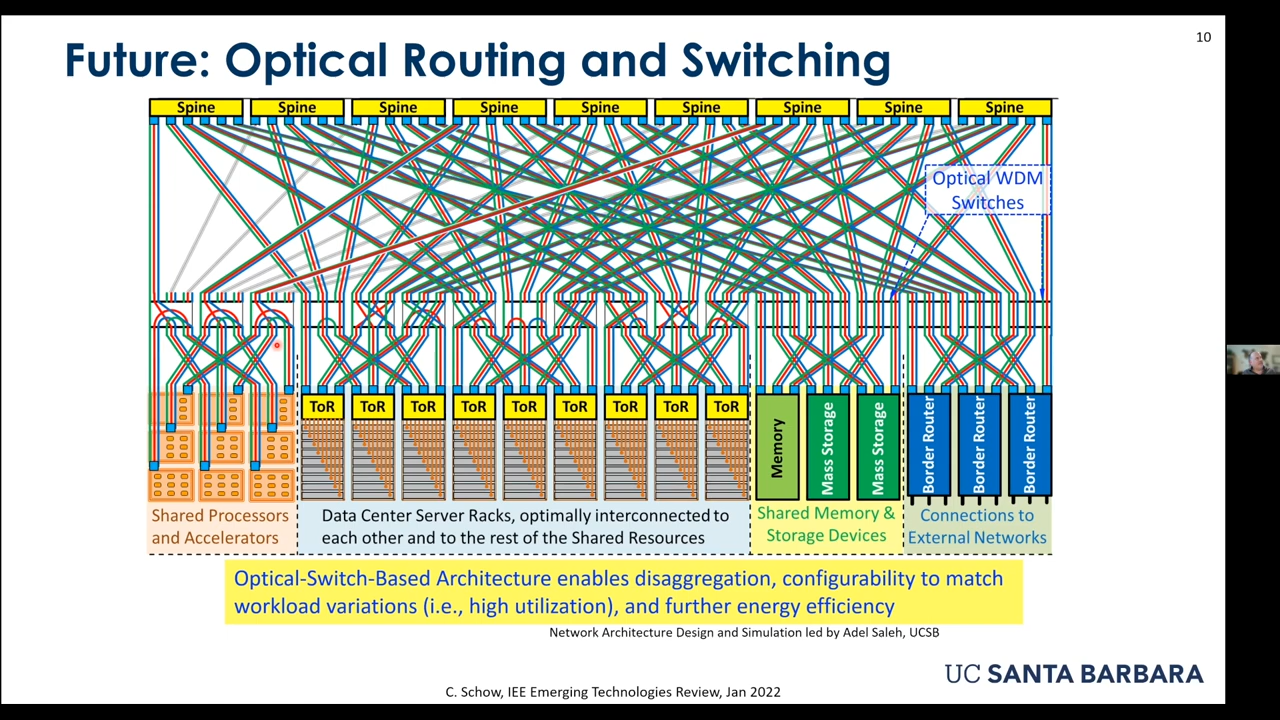 10
Future: Optical Routing and Switching
Spine Spine Spine Spine Spine Spine Spine Spine Spine
Optical WDM
Switches
ToR ToR ToR ToR ToR ToR ToR ToR ToR
Memory
Mass Storage
Mass Storage
Border Router
Border Router
Border Router
Shared Processors
and Accelerators
Data Center Server Racks, optimally interconnected to
each other and to the rest of the Shared Resources
Shared Memory &
Storage Devices
Connections to
External Networks
Optical-Switch-Based Architecture enables disaggregation, configurability to match
workload variations (i.e., high utilization), and further energy efficiency
Network Architecture Design and Simulation led by Adel Saleh, UCSB
UC SANTA BARBARA
C. Schow, IEE Emerging Technologies Review, Jan 2022